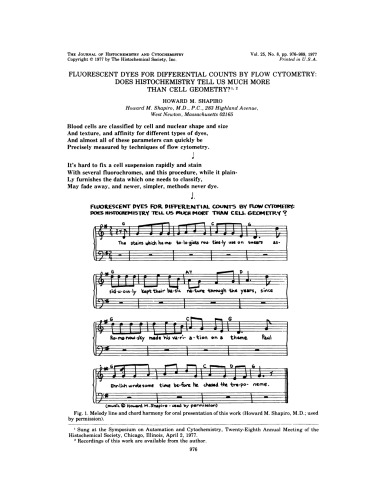 THE JOURNAL OF HISTOCHEMISTRY AND CYTOCHEMISTRY
Copyright © 1977 by The Histochemical Society, Inc.
Vol. 25, No. 8, pp. 976-989, 1977
Printed in U.S.A.
FLUORESCENT DYES FOR DIFFERENTIAL COUNTS BY FLOW CYTOMETRY:
DOES HISTOCHEMISTRY TELL US MUCH MORE
THAN CELL GEOMETRY?1, 2
HOWARD M. SHAPIRO
Howard M. Shapiro, M.D., P.C., 283 Highland Avenue,
West Newton, Massachusetts 02165
Blood cells are classified by cell and nuclear shape and size
And texture, and affinity for different types of dyes,
And almost all of these parameters can quickly be
Precisely measured by techniques of flow cytometry.
It's hard to fix a cell suspension rapidly and stain
With several fluorochromes, and this procedure, while it plain-
Ly furnishes the data which one needs to classify,
May fade away, and newer, simpler, methods never dye.
FLUORESCENT DYES FOR DIFFERENTIAL COUNTS BY FLOW CYTOMETRY:
DOES HISTOCHEMISTRY TELL US MUCH MORE THAN CELL GEOMETRY?
G C G
The stains which he-ma-to-lo-gists rou-tine-ly use on smears as-
G A7 D
sid-u-ous-ly kept their ba-sic na-ture through the years, since
G C G
Ro-ma-now-sky made his va-ri-a-tion on a theme Paul
C D G
Ehr-lich wrote some time be-fore he chased the tre-po-neme.
(music © Howard M. Shapiro - used by permission)
Fig. 1. Melody line and chord harmony for oral presentation of this work (Howard M. Shapiro, M.D.; used
by permission).
1 Sung at the Symposium on Automation and Cytochemistry, Twenty-Eighth Annual Meeting of the
Histochemical Society, Chicago, Illinois, April 2, 1977.
2 Recordings of this work are available from the author.
976